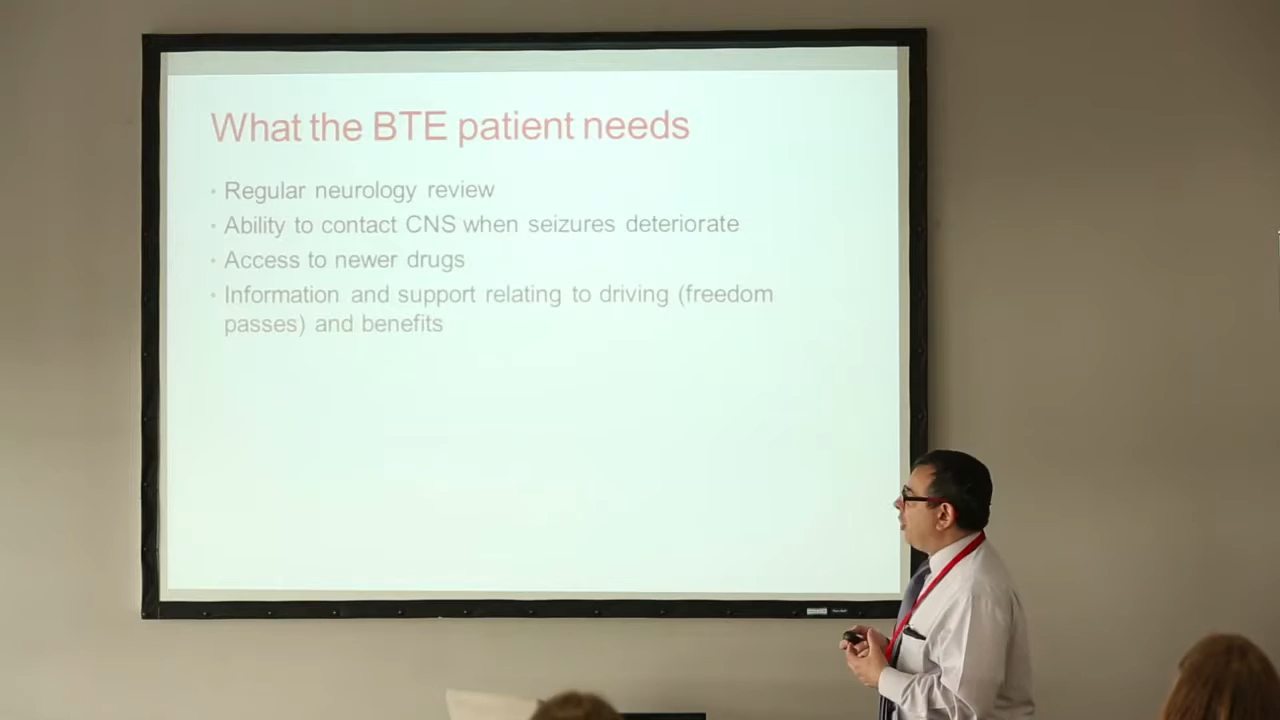 What the BTE patient needs
• Regular neurology review
• Ability to contact CNS when seizures deteriorate
• Access to newer drugs
• Information and support relating to driving (freedom
passes) and benefits